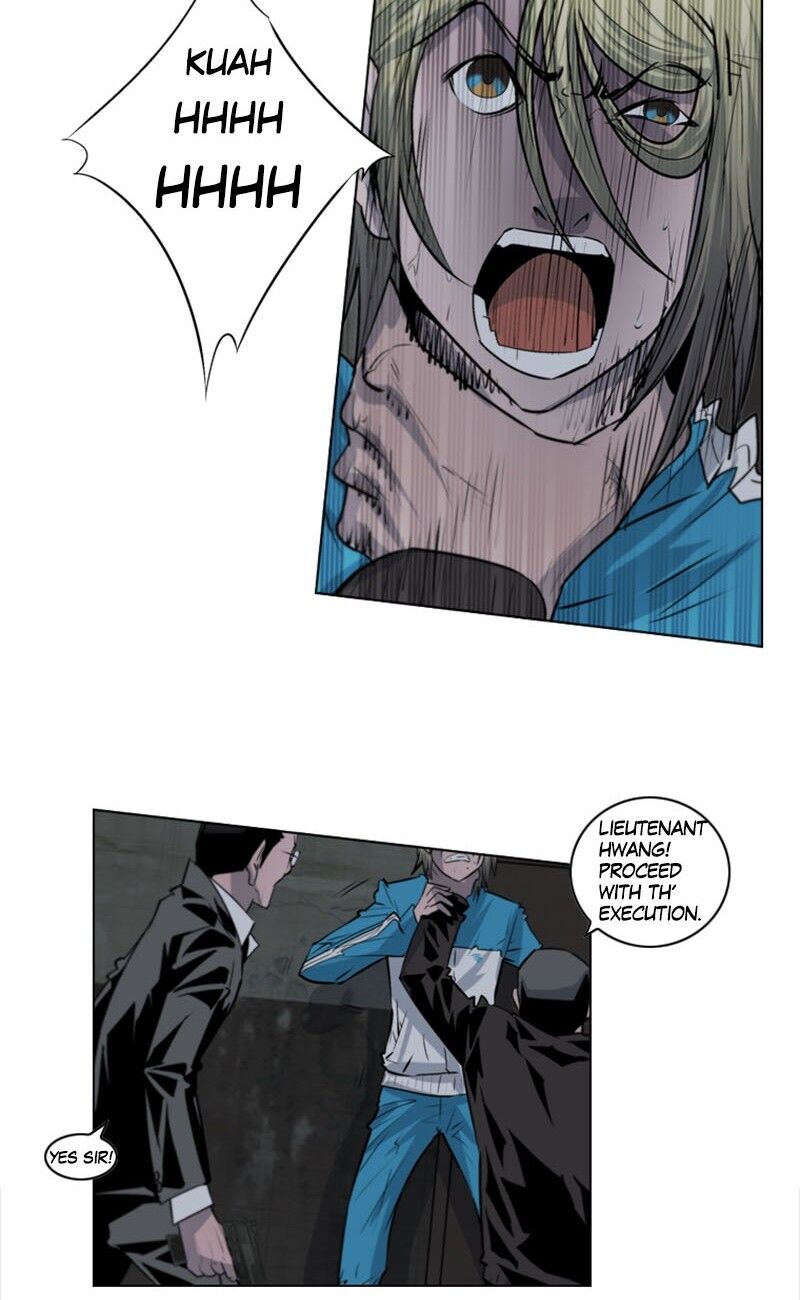 KUAH
HHHH
HHHH
LIEUTENANT
HWANG!
PROCEED
WITH TH'
EXECUTION.
YES SIR!